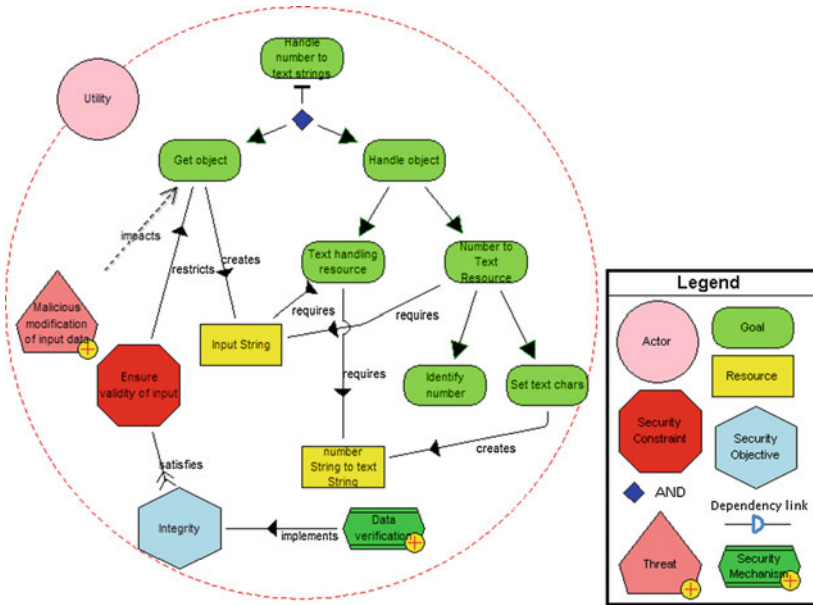 Handle
number to
text strings
Utility
Get object
Handle object
impacts
creates
restricts
Text handling
resource
Number to
Text
Resource
Malicious
modification
of input data
requires
requires
Input String
Ensure
validity of input
requires
Identify
number
Set text chars
number
String to text
String
creates
satisfies
Integrity
implements
Data
verification
Legend
Actor
Goal
Resource
Security
Constraint
Security
Objective
AND
Dependency link
Threat
Security
Mechanism